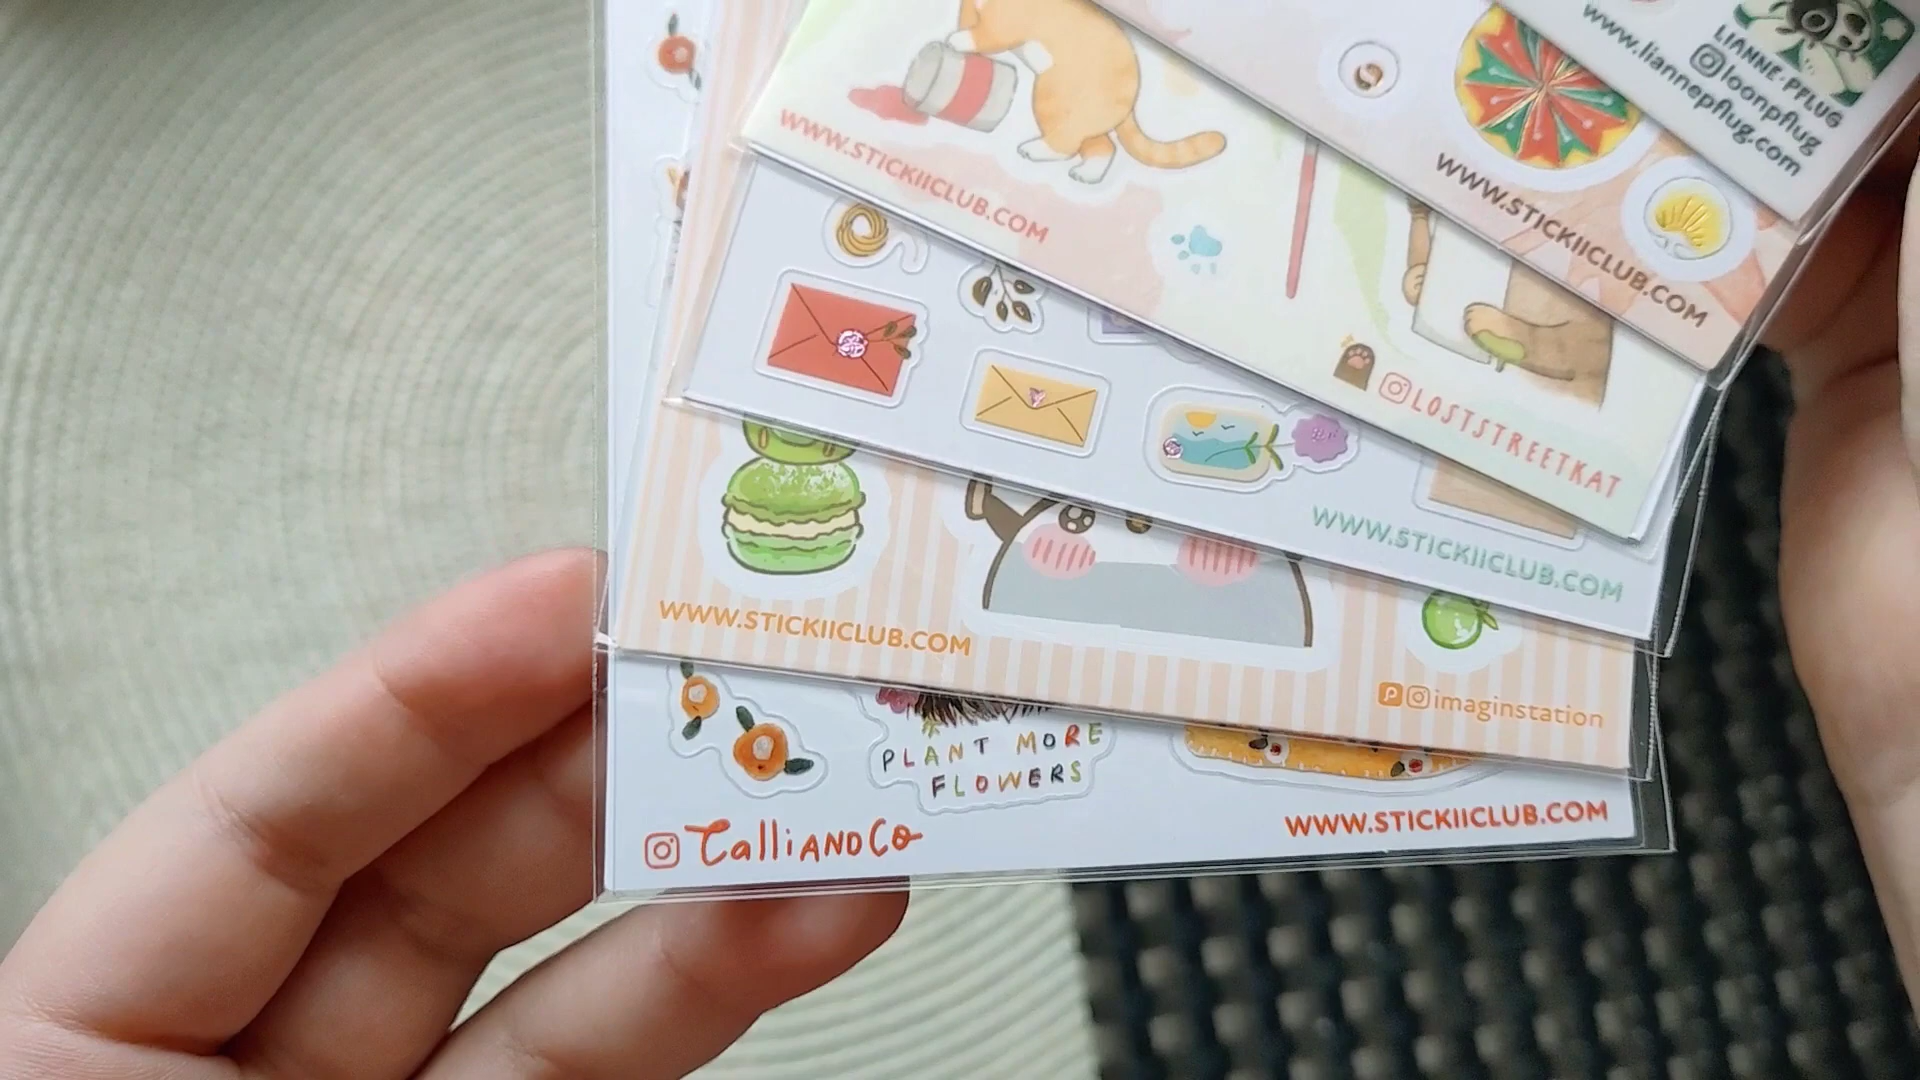 LIANNE·PFLUG
loonpflug
www.liannepflug.com
WWW.STICKIICLUB.COM
WWW.STICKIICLUB.COM
LOSTSTREETKAT
WWW.STICKIICLUB.COM
WWW.STICKIICLUB.COM
imaginstation
PLANT MORE
FLOWERS
CalliANDCo
WWW.STICKIICLUB.COM